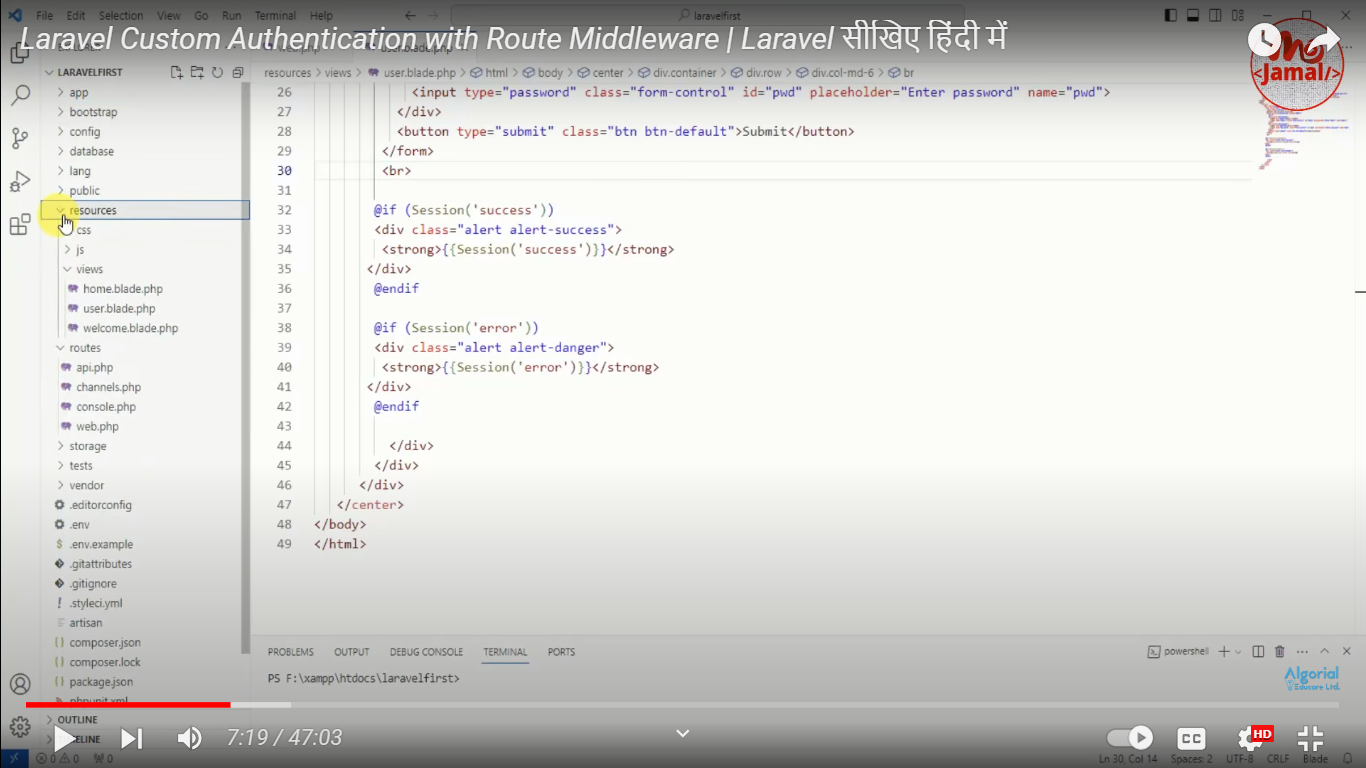 File Edit Selection View Go Run Terminal Help
laravelfirst
Laravel Custom Authentication with Route Middleware | Laravel सीखिए हिंदी में
<Jamal/>
LARAVELFIRST
app
bootstrap
config
database
lang
public
resources
css
js
views
home.blade.php
user.blade.php
welcome.blade.php
routes
api.php
channels.php
console.php
web.php
storage
tests
vendor
.editorconfig
.env
.env.example
.gitattributes
.gitignore
.styleci.yml
artisan
composer.json
composer.lock
package.json
phpunit.xml
OUTLINE
TIMELINE
resources > views > user.blade.php > html > body > center > div.container > div.row > div.col-md-6 > br
26 <input type="password" class="form-control" id="pwd" placeholder="Enter password" name="pwd">
27 </div>
28 <button type="submit" class="btn btn-default">Submit</button>
29 </form>
30 <br>
31
32 @if (Session('success'))
33 <div class="alert alert-success">
34 <strong>{{Session('success')}}</strong>
35 </div>
36 @endif
37
38 @if (Session('error'))
39 <div class="alert alert-danger">
40 <strong>{{Session('error')}}</strong>
41 </div>
42 @endif
43
44 </div>
45 </div>
46 </div>
47 </center>
48 </body>
49 </html>
PROBLEMS OUTPUT DEBUG CONSOLE TERMINAL PORTS
powershell
PS F:\xampp\htdocs\laravelfirst>
Algorial
Educare Ltd.
7:19 / 47:03
CC
HD
0 0 0
Ln 30, Col 14 Spaces: 2 UTF-8 CRLF Blade